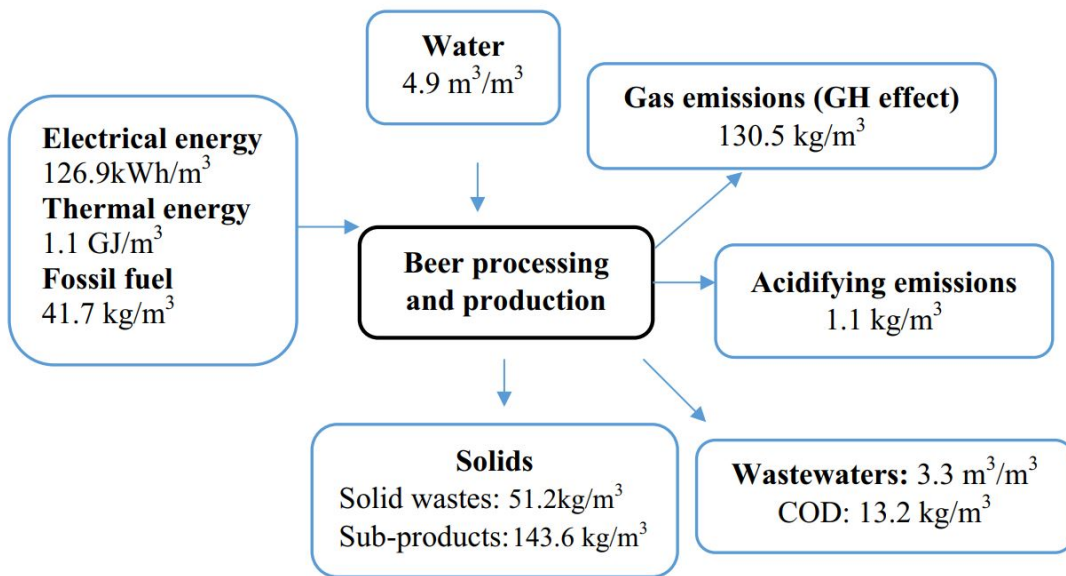 Water
4.9 m³/m³
Gas emissions (GH effect)
130.5 kg/m³
Electrical energy
126.9kWh/m³
Thermal energy
1.1 GJ/m³
Fossil fuel
41.7 kg/m³
Beer processing
and production
Acidifying emissions
1.1 kg/m³
Solids
Solid wastes: 51.2kg/m³
Sub-products: 143.6 kg/m³
Wastewaters: 3.3 m³/m³
COD: 13.2 kg/m³